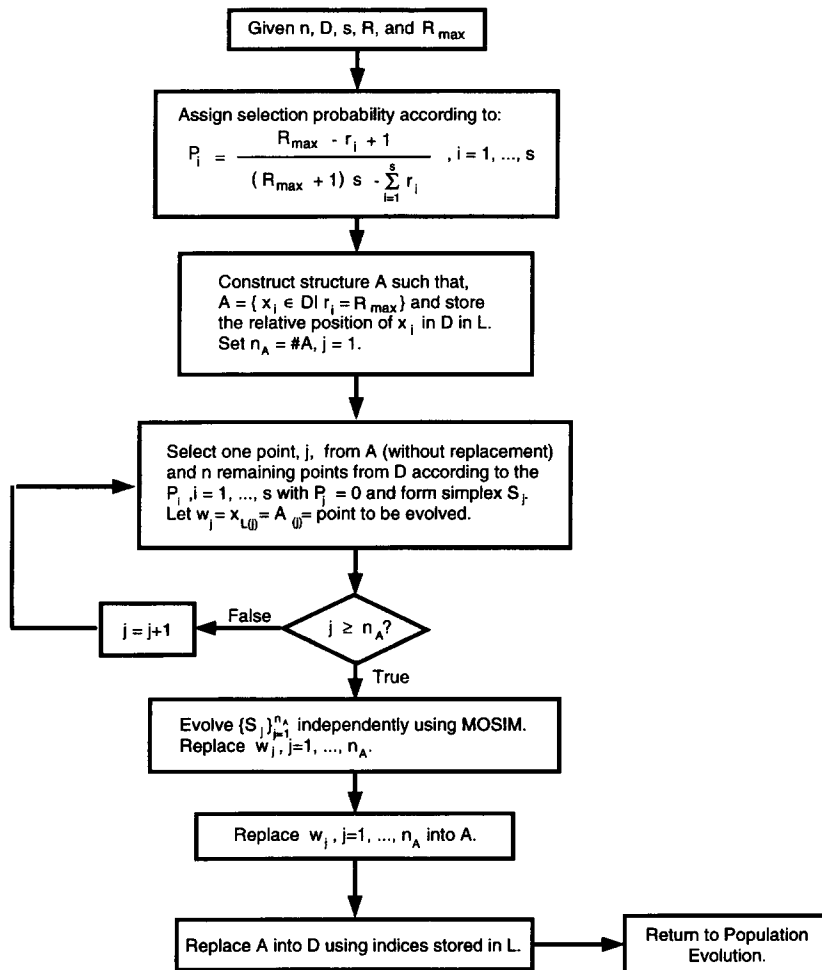 Given n, D, s, R, and R max
Assign selection probability according to:
P i = R max - r i + 1 / ( R max + 1 ) s - s Σ i=1 r i , i = 1, ..., s
Construct structure A such that,
A = { x i ∈ D| r i = R max } and store
the relative position of x i in D in L.
Set n A = #A, j = 1.
Select one point, j, from A (without replacement)
and n remaining points from D according to the
P i ,i = 1, ..., s with P j = 0 and form simplex S j.
Let w j = x L(j) = A (j) = point to be evolved.
j ≥ n A?
False
j = j+1
True
Evolve {S j} n A j=1 independently using MOSIM.
Replace w j , j=1, ..., n A.
Replace w j , j=1, ..., n A into A.
Replace A into D using indices stored in L.
Return to Population
Evolution.